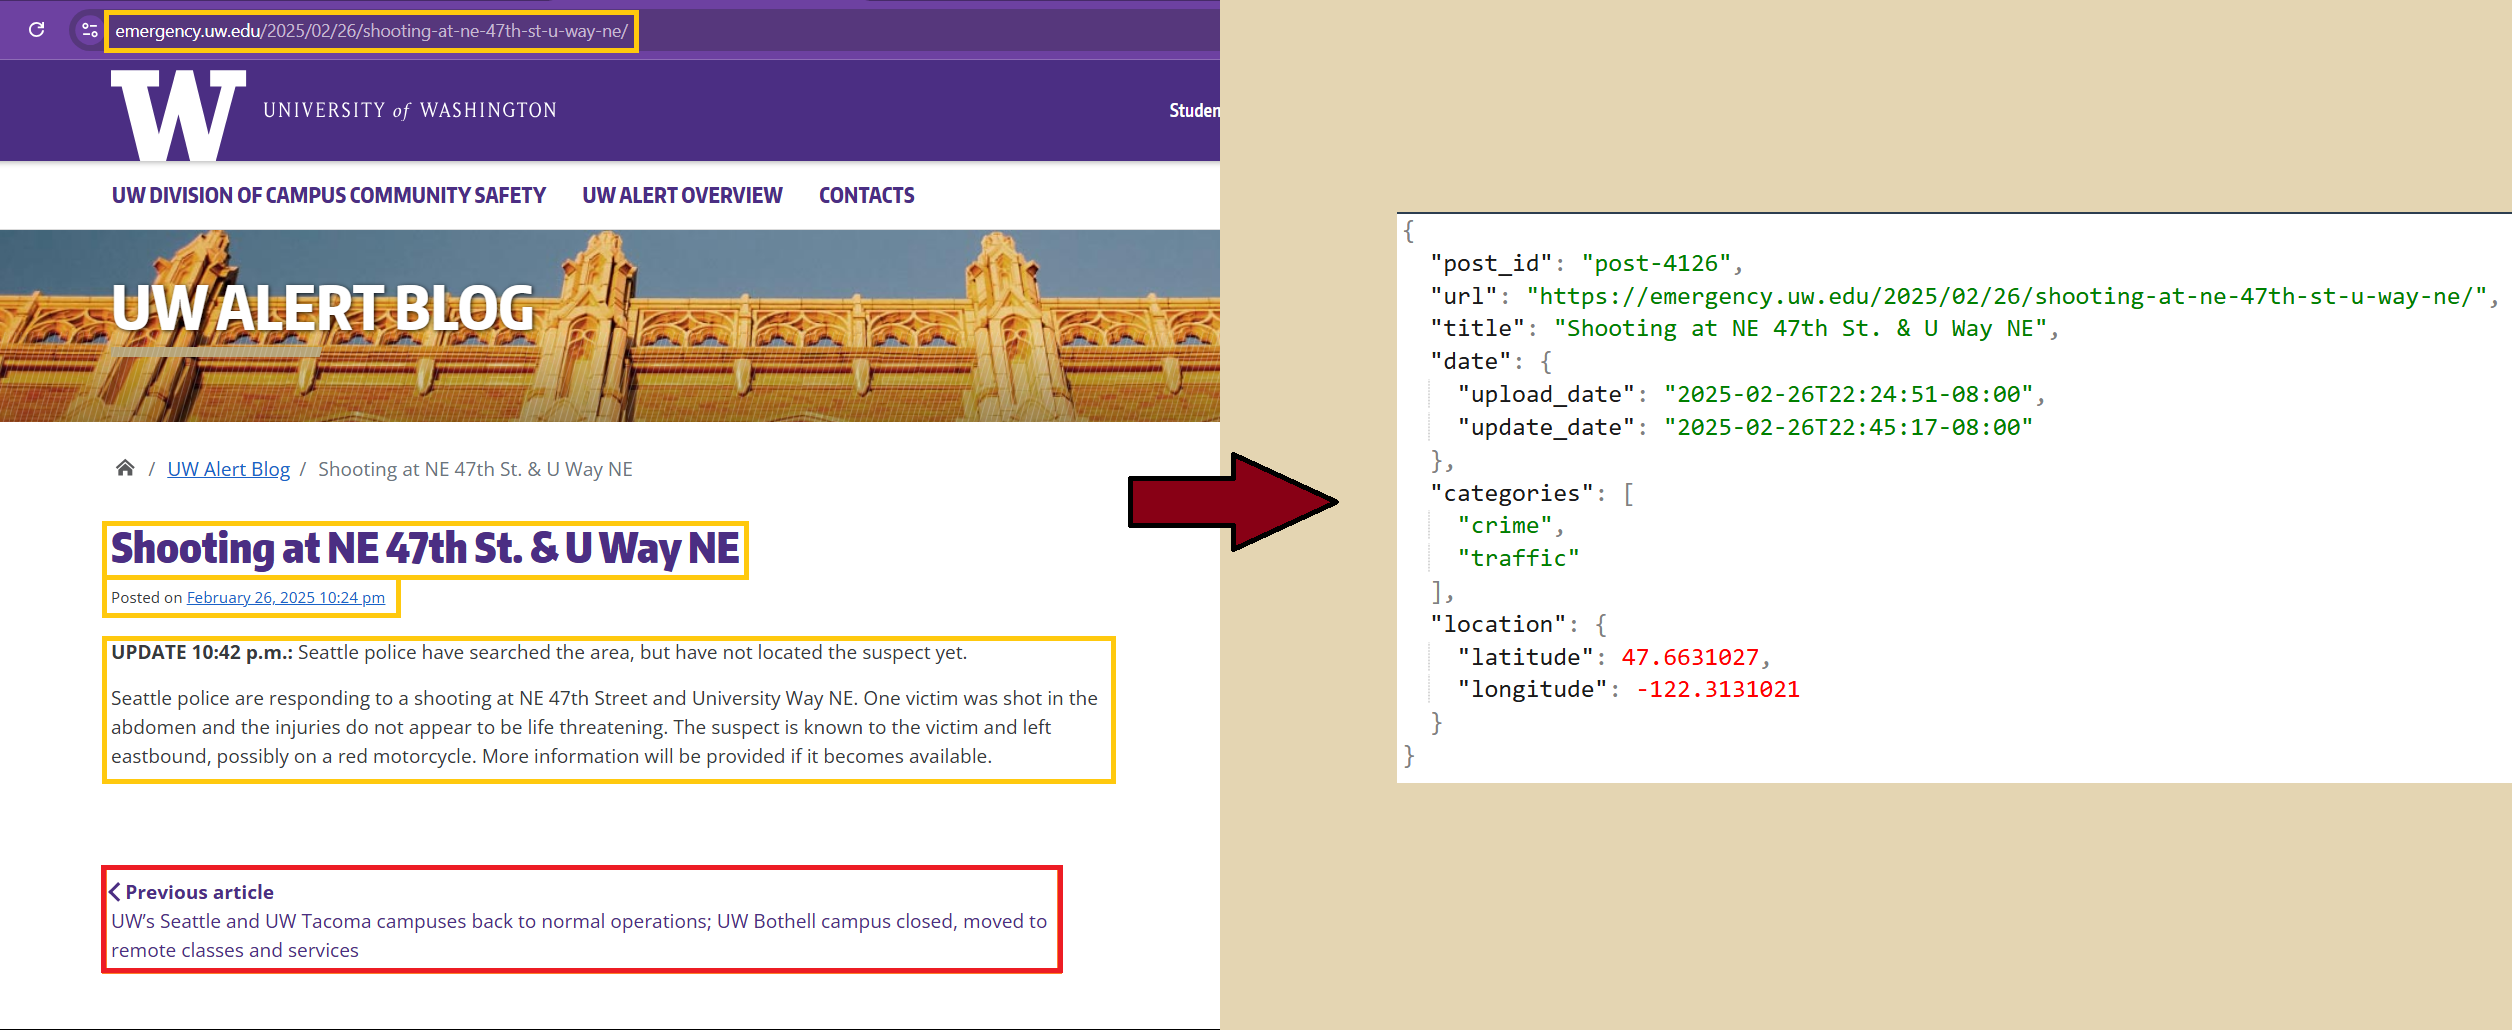 emergency.uw.edu/2025/02/26/shooting-at-ne-47th-st-u-way-ne/
W UNIVERSITY of WASHINGTON
Studen
UW DIVISION OF CAMPUS COMMUNITY SAFETY UW ALERT OVERVIEW CONTACTS
UW ALERT BLOG
/ UW Alert Blog / Shooting at NE 47th St. & U Way NE
Shooting at NE 47th St. & U Way NE
Posted on February 26, 2025 10:24 pm
UPDATE 10:42 p.m.: Seattle police have searched the area, but have not located the suspect yet.
Seattle police are responding to a shooting at NE 47th Street and University Way NE. One victim was shot in the
abdomen and the injuries do not appear to be life threatening. The suspect is known to the victim and left
eastbound, possibly on a red motorcycle. More information will be provided if it becomes available.
Previous article
UW’s Seattle and UW Tacoma campuses back to normal operations; UW Bothell campus closed, moved to
remote classes and services
{
"post_id": "post-4126",
"url": "https://emergency.uw.edu/2025/02/26/shooting-at-ne-47th-st-u-way-ne/",
"title": "Shooting at NE 47th St. & U Way NE",
"date": {
"upload_date": "2025-02-26T22:24:51-08:00",
"update_date": "2025-02-26T22:45:17-08:00"
},
"categories": [
"crime",
"traffic"
],
"location": {
"latitude": 47.6631027,
"longitude": -122.3131021
}
}